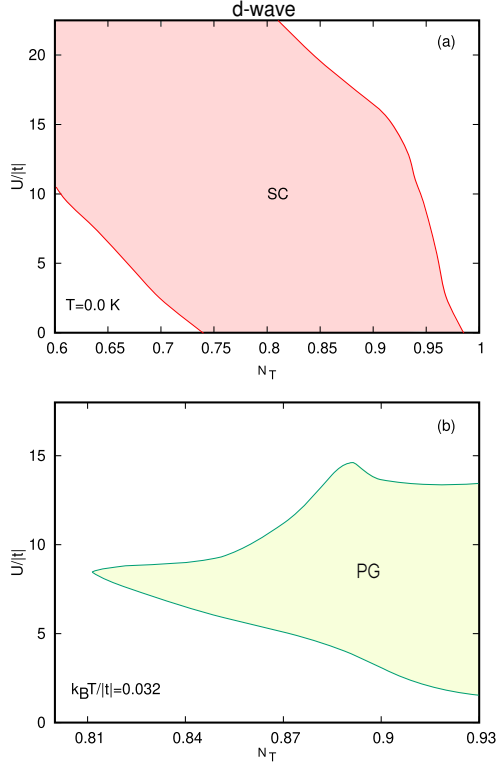 d-wave
(a)
20
15
10
5
0
U/|t|
SC
T=0.0 K
0.6 0.65 0.7 0.75 0.8 0.85 0.9 0.95 1
N_T
(b)
15
10
5
0
U/|t|
PG
k_BT/|t|=0.032
0.81 0.84 0.87 0.9 0.93
N_T